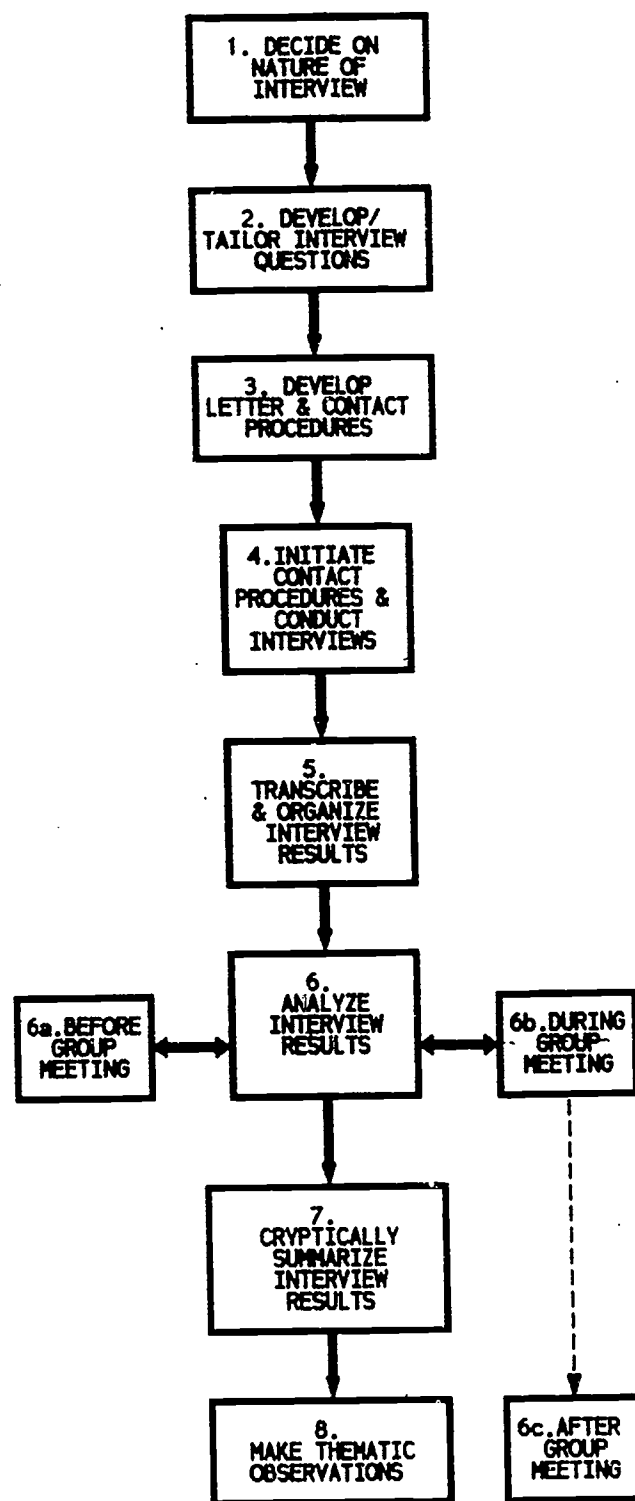 1. DECIDE ON
NATURE OF
INTERVIEW
2. DEVELOP/
TAILOR INTERVIEW
QUESTIONS
3. DEVELOP
LETTER & CONTACT
PROCEDURES
4.INITIATE
CONTACT
PROCEDURES &
CONDUCT
INTERVIEWS
5.
TRANSCRIBE
& ORGANIZE
INTERVIEW
RESULTS
6.
ANALYZE
INTERVIEW
RESULTS
6a.BEFORE
GROUP
MEETING
6b.DURING
GROUP
MEETING
7.
CRYPTICALLY
SUMMARIZE
INTERVIEW
RESULTS
8.
MAKE THEMATIC
OBSERVATIONS
6c.AFTER
GROUP
MEETING